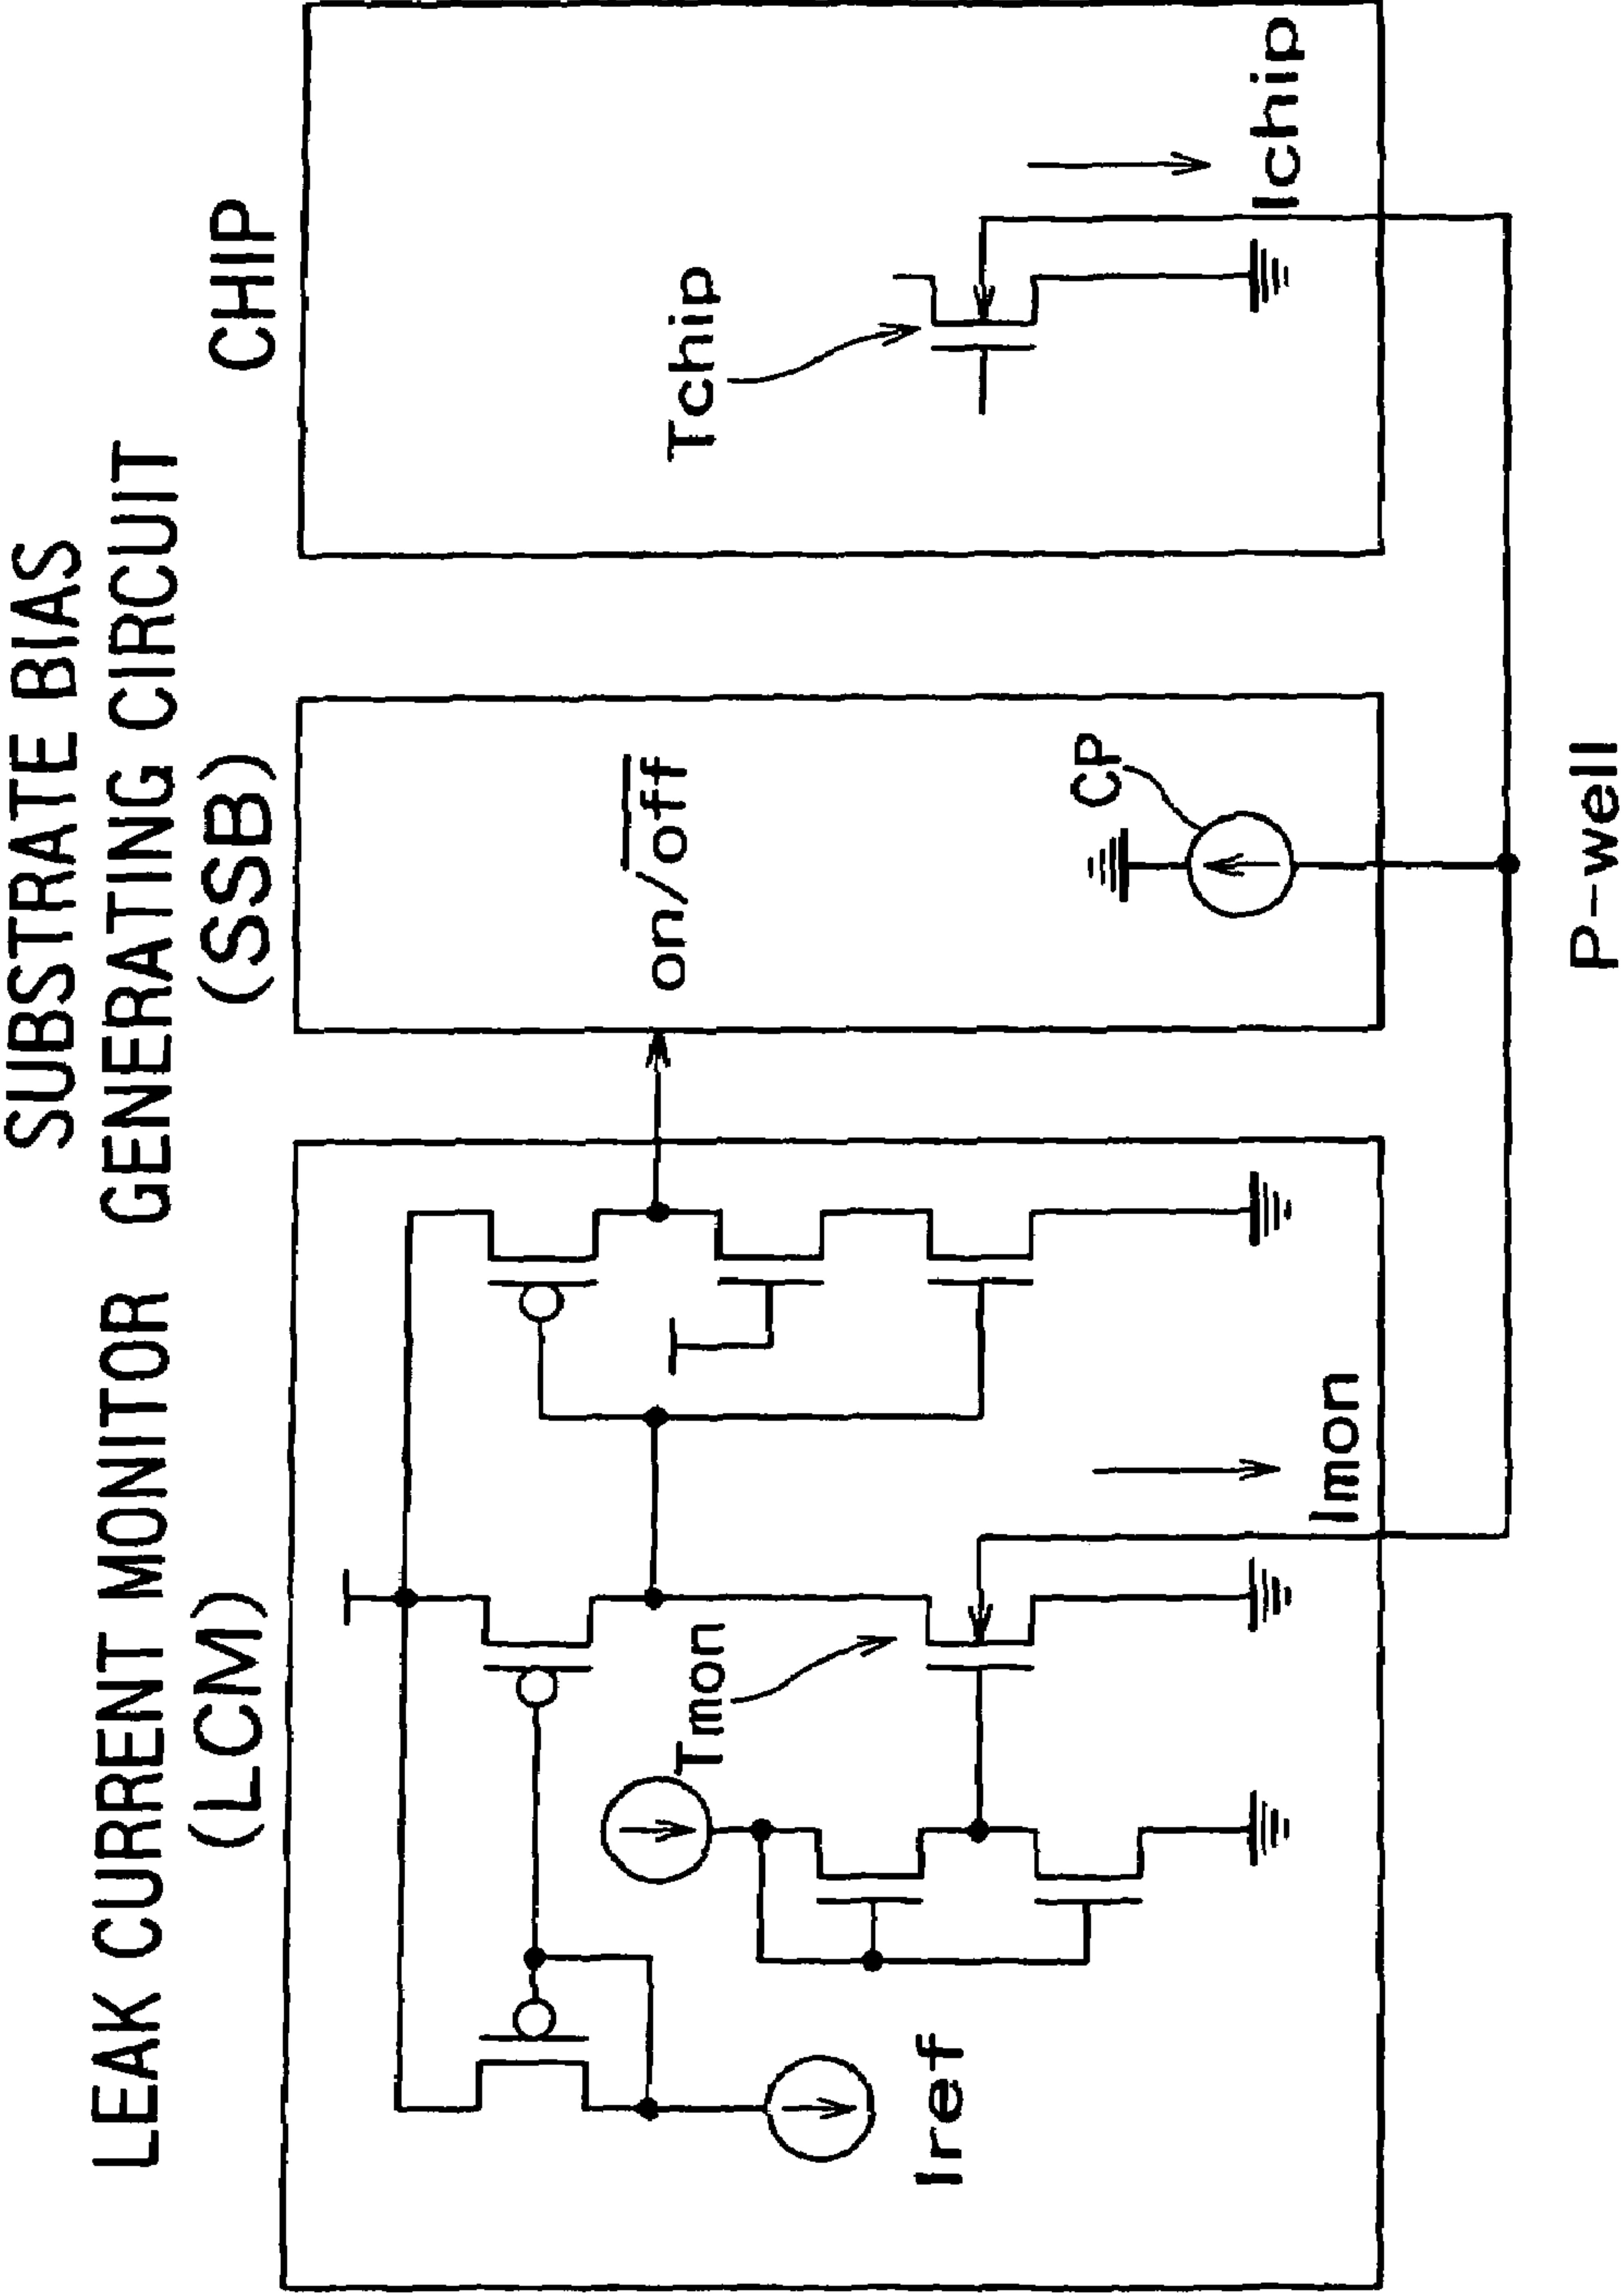 SUBSTRATE BIAS
LEAK CURRENT MONITOR GENERATING CIRCUIT
(LCM) (SSB) CHIP
Tmon on/off Tchip
CP
Iref
Imon Ichip
P-well